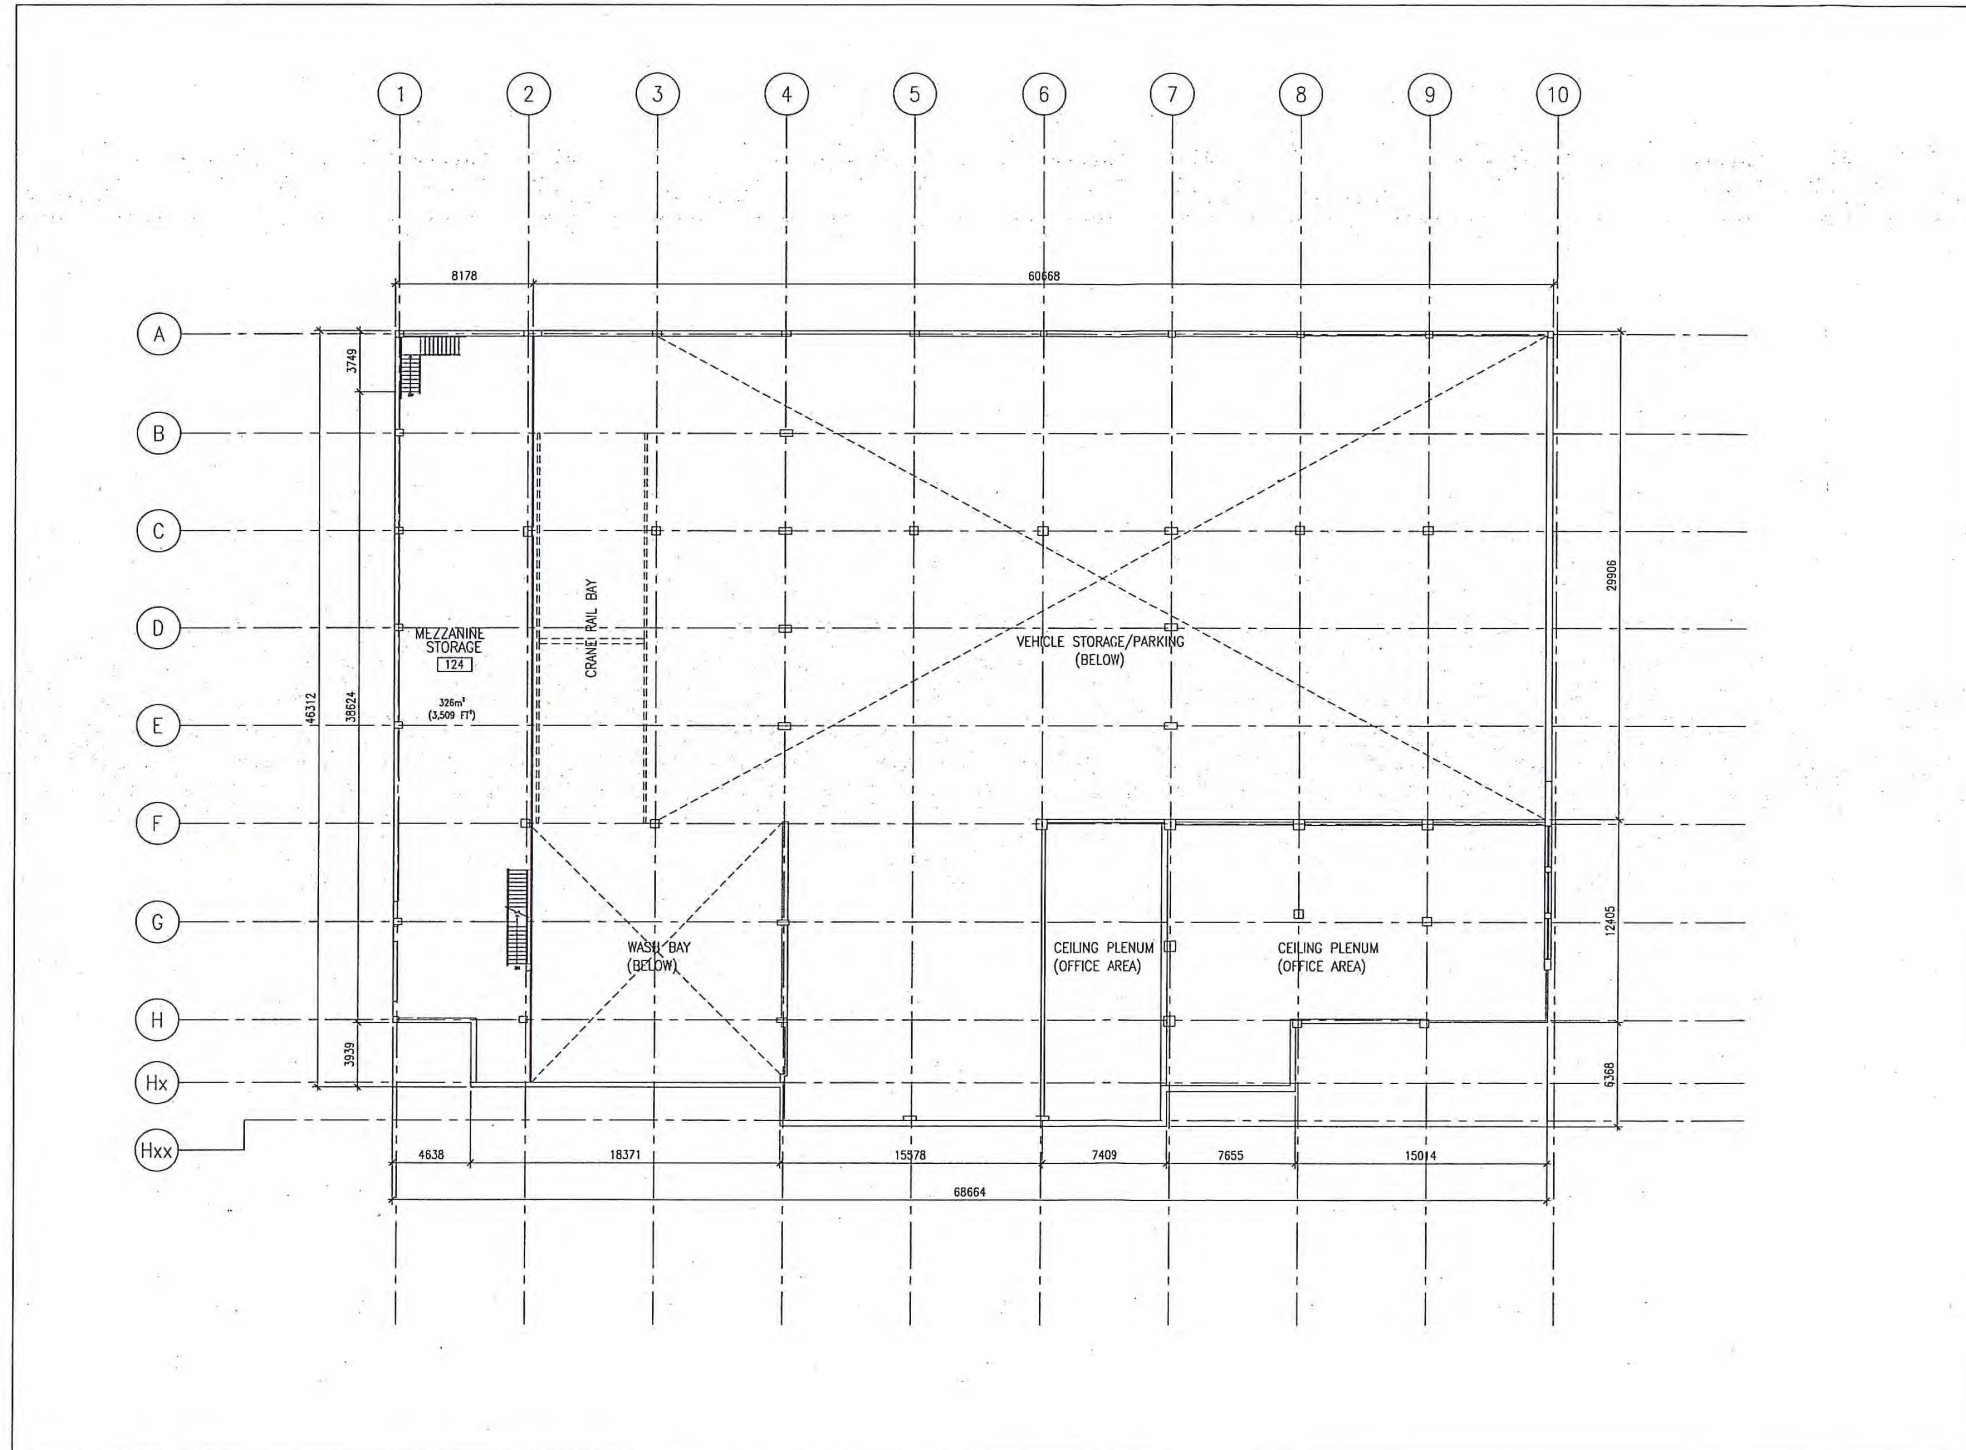 1 2 3 4 5 6 7 8 9 10
8178 60668
A
3749
B
C
29906
CRANE RAIL BAY
D
MEZZANINE
STORAGE
124
VEHICLE STORAGE/PARKING
(BELOW)
46312
38624
326m²
(3,509 FT²)
E
F
G
12405
WASH BAY
(BELOW)
CEILING PLENUM
(OFFICE AREA)
CEILING PLENUM
(OFFICE AREA)
H
3939
Hx
6368
Hxx
4638 18371 15578 7409 7655 15014
68664